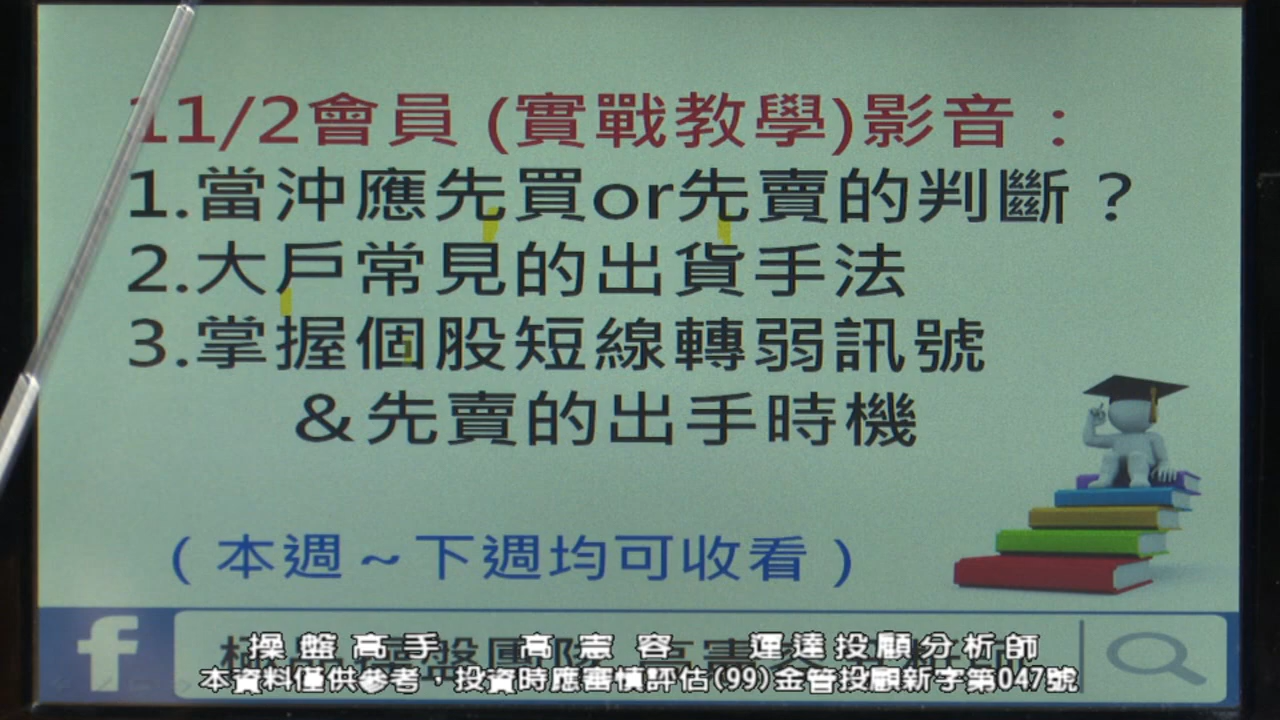 11/2會員 (實戰教學)影音：
1.當沖應先買or先賣的判斷？
2.大戶常見的出貨手法
3.掌握個股短線轉弱訊號
&先賣的出手時機
(本週~下週均可收看)
f
操盤高手 高憲容 運達投顧分析師
本資料僅供參考，投資時應審慎評估(99)金管投顧新字第047號